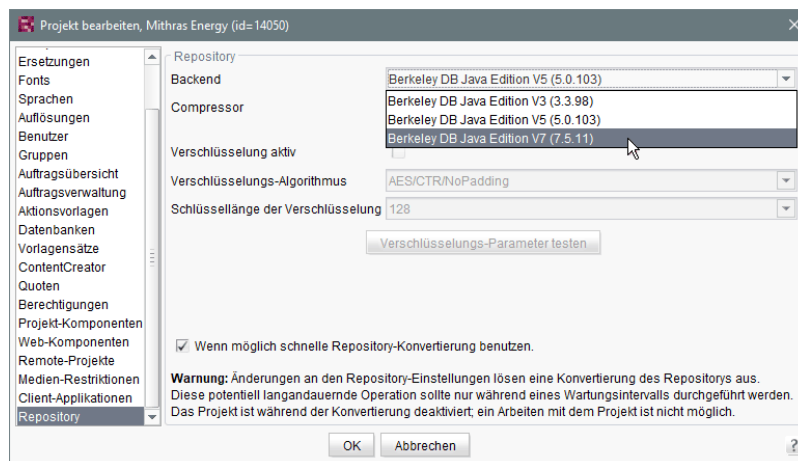 Projekt bearbeiten, Mithras Energy (id=14050)
Ersetzungen
Fonts
Sprachen
Auflösungen
Benutzer
Gruppen
Auftragsübersicht
Auftragsverwaltung
Aktionsvorlagen
Datenbanken
Vorlagensätze
ContentCreator
Quoten
Berechtigungen
Projekt-Komponenten
Web-Komponenten
Remote-Projekte
Medien-Restriktionen
Client-Applikationen
Repository
Repository
Backend
Berkeley DB Java Edition V5 (5.0.103)
Compressor
Berkeley DB Java Edition V3 (3.3.98)
Berkeley DB Java Edition V5 (5.0.103)
Berkeley DB Java Edition V7 (7.5.11)
Verschlüsselung aktiv
Verschlüsselungs-Algorithmus
AES/CTR/NoPadding
Schlüssellänge der Verschlüsselung
128
Verschlüsselungs-Parameter testen
Wenn möglich schnelle Repository-Konvertierung benutzen.
Warnung: Änderungen an den Repository-Einstellungen lösen eine Konvertierung des Repositorys aus.
Diese potentiell langandauernde Operation sollte nur während eines Wartungsintervalls durchgeführt werden.
Das Projekt ist während der Konvertierung deaktiviert; ein Arbeiten mit dem Projekt ist nicht möglich.
OK
Abbrechen
?